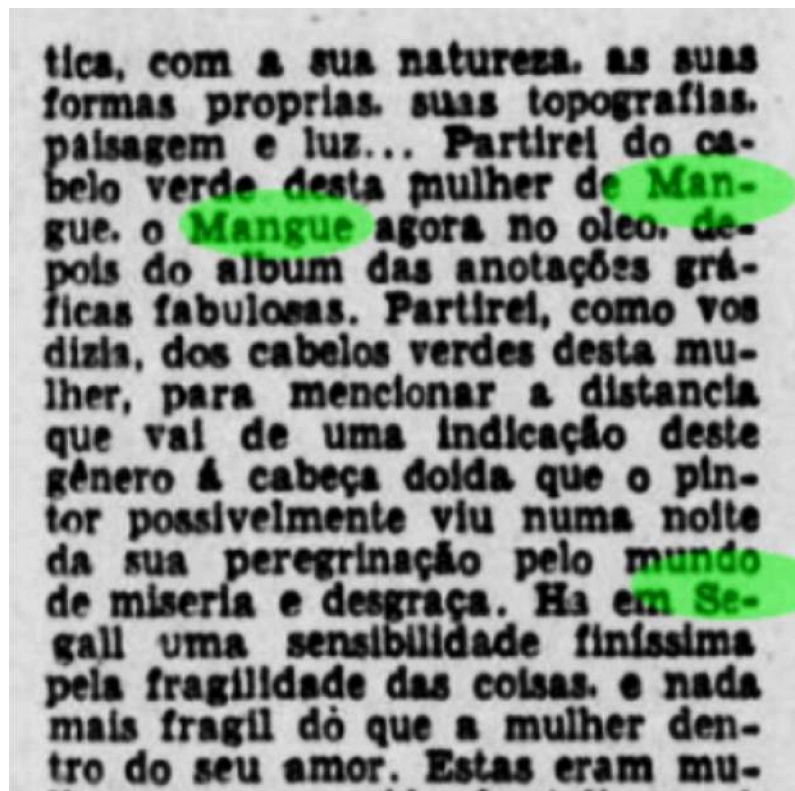 tica, com a sua natureza, as suas
formas proprias, suas topografias,
paisagem e luz... Partirei do ca-
belo verde desta mulher de Man-
gue, o Mangue agora no oleo, de-
pois do album das anotações grá-
ficas fabulosas. Partirei, como vos
dizia, dos cabelos verdes desta mu-
lher, para mencionar a distancia
que vai de uma indicação deste
gênero á cabeça doida que o pin-
tor possivelmente viu numa noite
da sua peregrinação pelo mundo
de miseria e desgraça. Ha em Se-
gall uma sensibilidade finíssima
pela fragilidade das coisas, e nada
mais fragil do que a mulher den-
tro do seu amor. Estas eram mu-